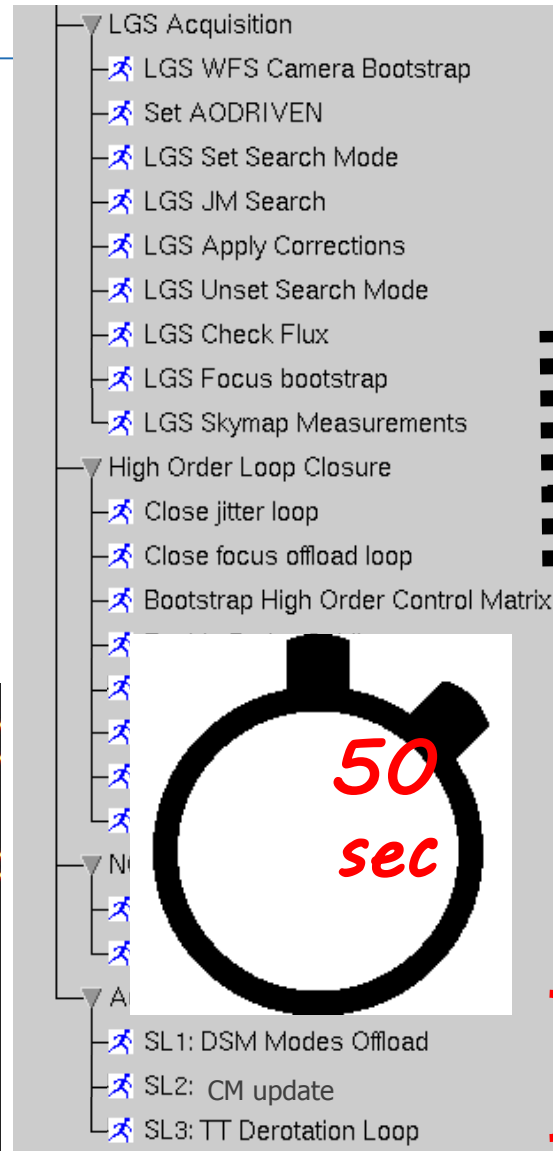 LGS Acquisition
LGS WFS Camera Bootstrap
Set AODRIVEN
LGS Set Search Mode
LGS JM Search
LGS Apply Corrections
LGS Unset Search Mode
LGS Check Flux
LGS Focus bootstrap
LGS Skymap Measurements
High Order Loop Closure
Close jitter loop
Close focus offload loop
Bootstrap High Order Control Matrix
50
sec
SL1: DSM Modes Offload
SL2: CM update
SL3: TT Derotation Loop